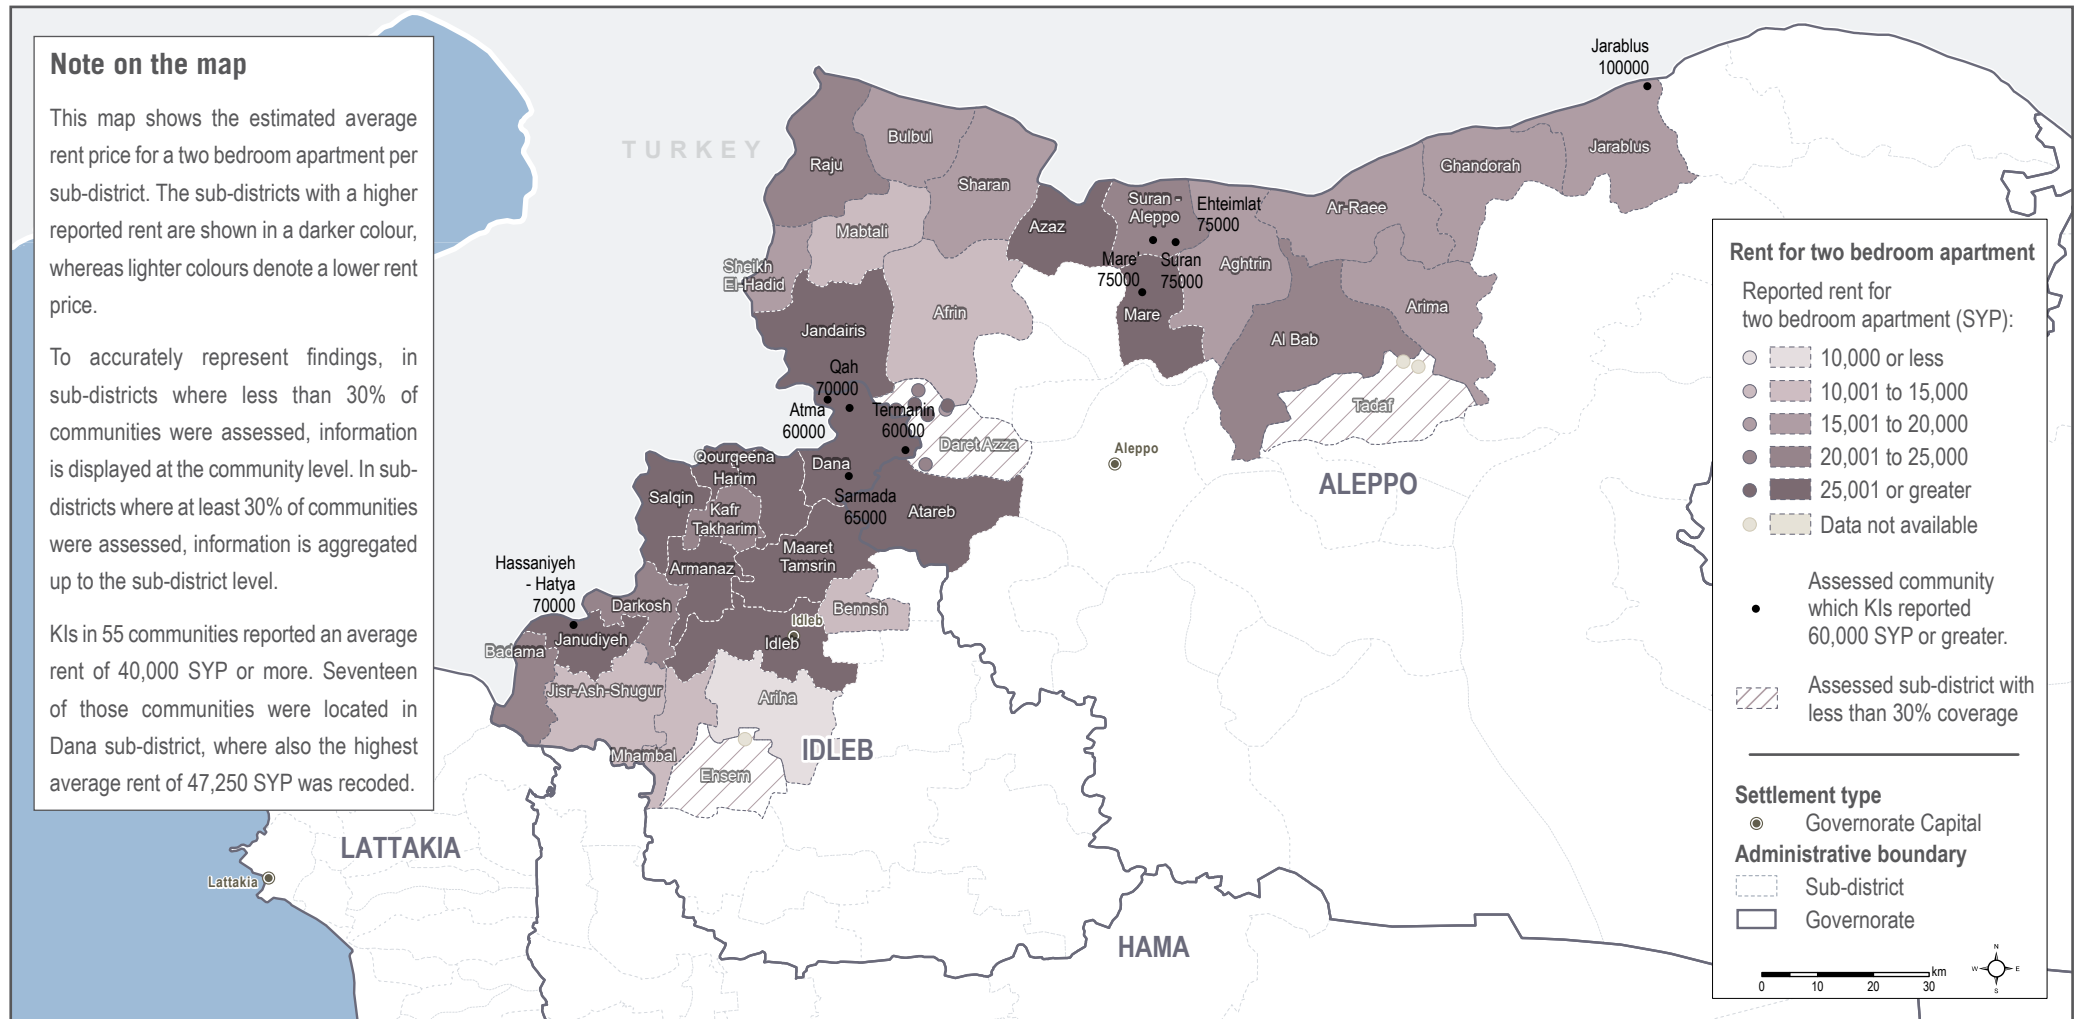 Note on the map
This map shows the estimated average
rent price for a two bedroom apartment per
sub-district. The sub-districts with a higher
reported rent are shown in a darker colour,
whereas lighter colours denote a lower rent
price.
To accurately represent findings, in
sub-districts where less than 30% of
communities were assessed, information
is displayed at the community level. In sub-
districts where at least 30% of communities
were assessed, information is aggregated
up to the sub-district level.
KIs in 55 communities reported an average
rent of 40,000 SYP or more. Seventeen
of those communities were located in
Dana sub-district, where also the highest
average rent of 47,250 SYP was recoded.
TURKEY
Jarablus
100000
Raju
Bulbul
Sharan
Mabtali
Sheikh
El-Hadid
Jandairis
Afrin
Azaz
Suran -
Aleppo
Ehteimlat
75000
Mare'
75000
Suran
75000
Mare
Aghtrin
Ar-Raee
Ghandorah
Jarablus
Arima
Al Bab
Tadaf
Qah
70000
Atma
60000
Termanin
60000
Daret Azza
Dana
Sarmada
65000
Atareb
Aleppo
ALEPPO
Qourqeena
Harim
Salqin
Kafr
Takharim
Maaret
Tamsrin
Armanaz
Hassaniyeh
- Hatya
70000
Darkosh
Bennsh
Idleb
Idleb
Janudiyeh
Badama
Jisr-Ash-Shugur
Ariha
Mhambal
Ehsem
IDLEB
LATTAKIA
Lattakia
HAMA
Rent for two bedroom apartment
Reported rent for
two bedroom apartment (SYP):
10,000 or less
10,001 to 15,000
15,001 to 20,000
20,001 to 25,000
25,001 or greater
Data not available
Assessed community
which KIs reported
60,000 SYP or greater.
Assessed sub-district with
less than 30% coverage
Settlement type
Governorate Capital
Administrative boundary
Sub-district
Governorate
N
W E
S
km
0 10 20 30